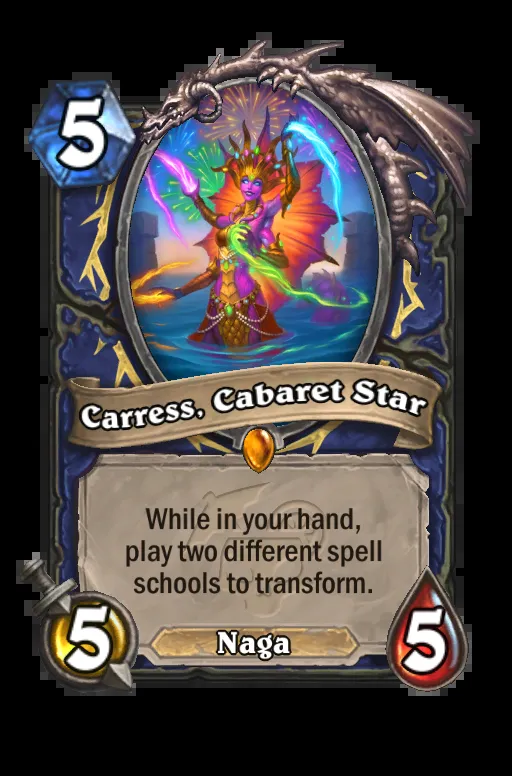 5
Carress, Cabaret Star
While in your hand,
play two different spell
schools to transform.
5
Naga
5